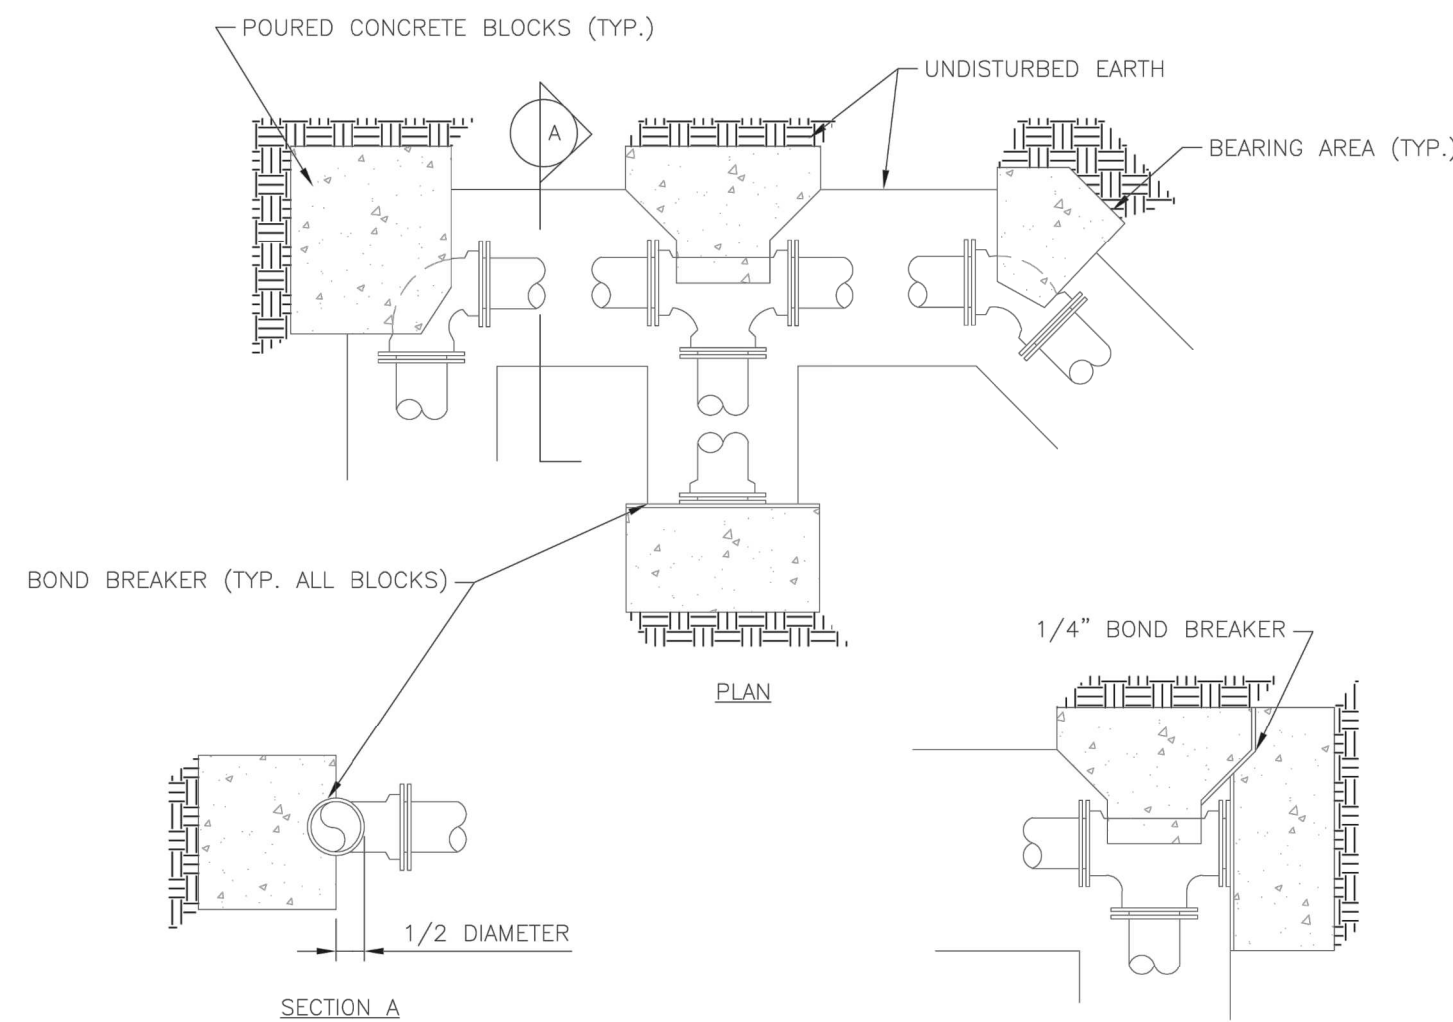 POURED CONCRETE BLOCKS (TYP.)
UNDISTURBED EARTH
A
BEARING AREA (TYP.)
BOND BREAKER (TYP. ALL BLOCKS)
1/4” BOND BREAKER
PLAN
1/2 DIAMETER
SECTION A